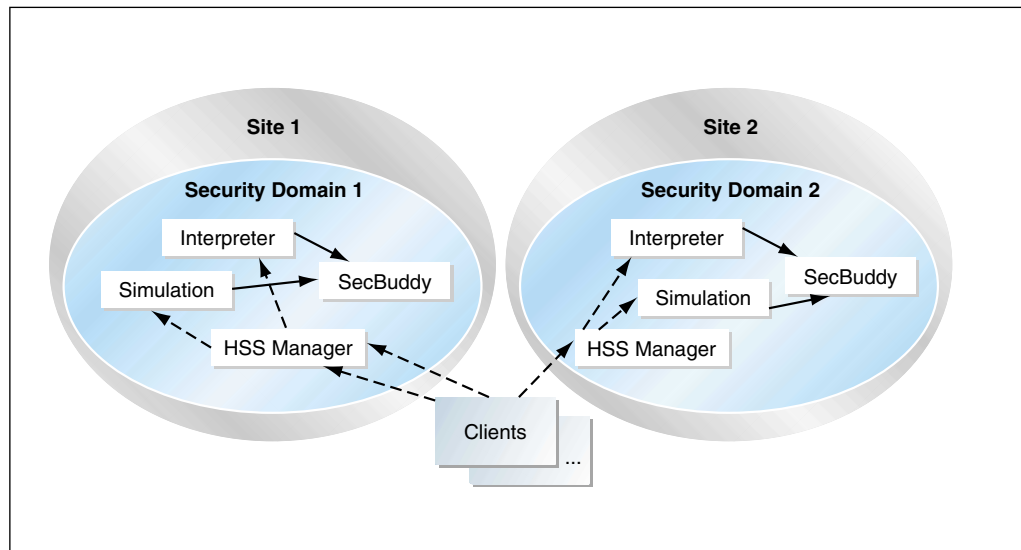 Site 1
Security Domain 1
Interpreter
SecBuddy
Simulation
HSS Manager
Site 2
Security Domain 2
Interpreter
SecBuddy
Simulation
HSS Manager
Clients
...